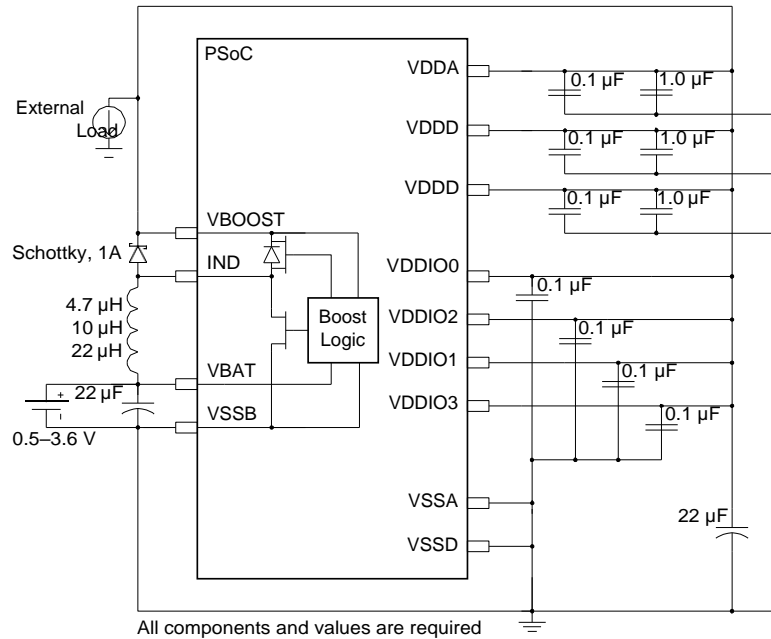 PSoC
VDDA
0.1 µF
1.0 µF
External
Load
VDDD
0.1 µF
1.0 µF
VDDD
0.1 µF
1.0 µF
VBOOST
Schottky, 1A
IND
VDDIO0
0.1 µF
4.7 µH
10 µH
22 µH
Boost
Logic
VDDIO2
0.1 µF
VDDIO1
0.1 µF
VBAT
22 µF
VDDIO3
0.1 µF
VSSB
0.5–3.6 V
VSSA
22 µF
VSSD
All components and values are required